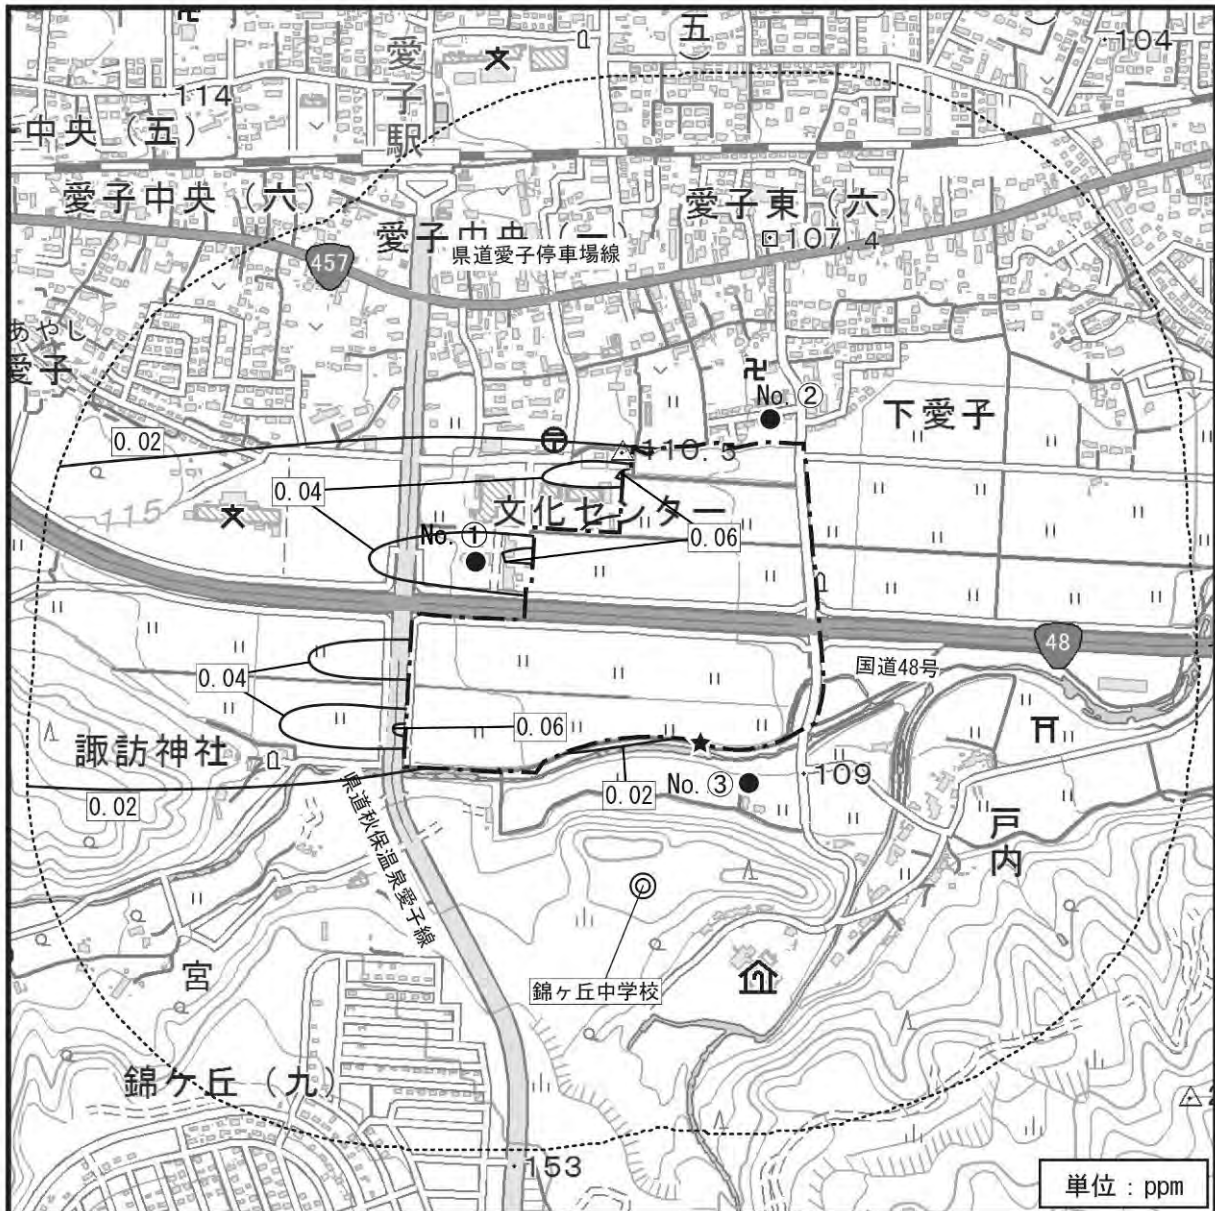 五)
104
愛子駅
114
中央(五)
愛子中央(六)
愛子東(六)
愛子中央(一)
107.4
県道愛子停車場線
457
あやし
愛子
No.②
下愛子
0.02
110.5
0.04
115
文化センター
No.①
0.06
48
国道48号
0.04
0.06
諏訪神社
0.02
県道秋保温泉愛子線
0.02
No.③
109
戸内
宮
錦ヶ丘中学校
錦ケ丘(九)
153
単位:ppm